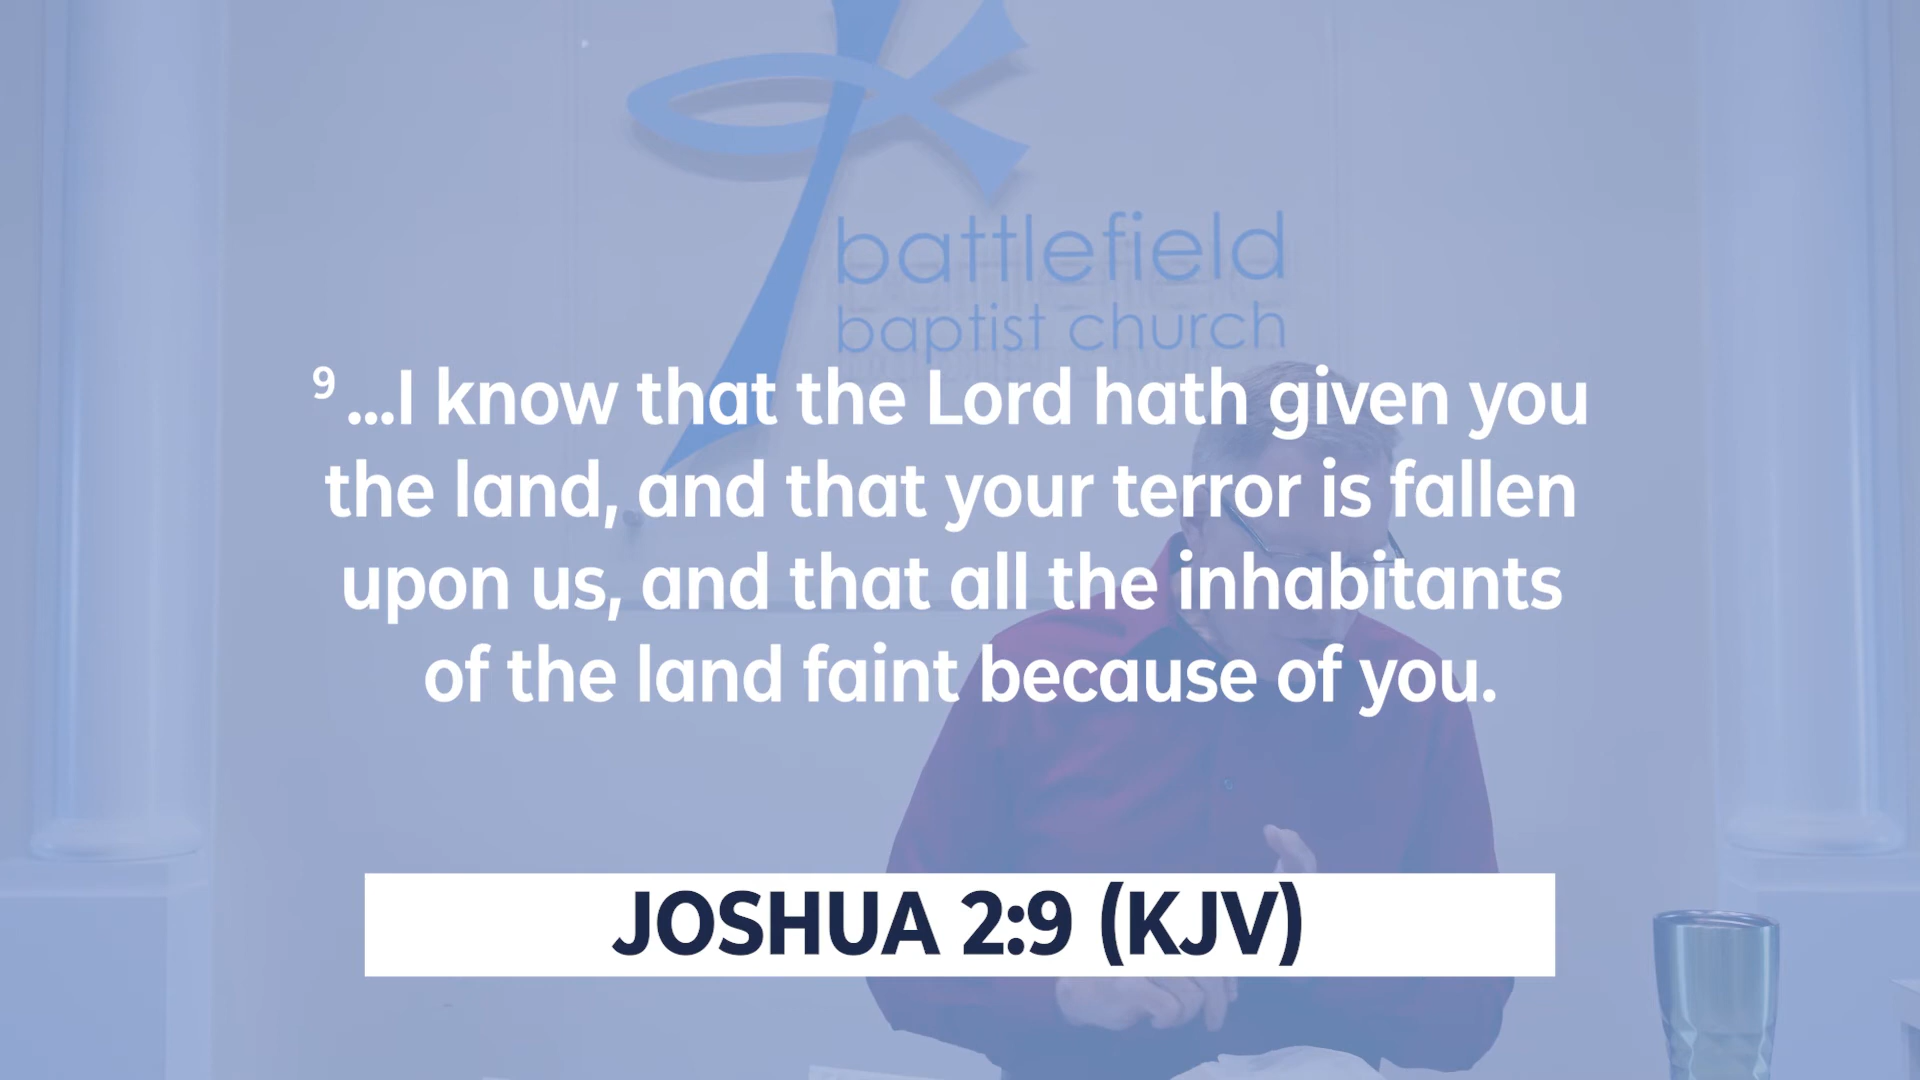 battlefield
baptist church
9 ...I know that the Lord hath given you
the land, and that your terror is fallen
upon us, and that all the inhabitants
of the land faint because of you.
JOSHUA 2:9 (KJV)